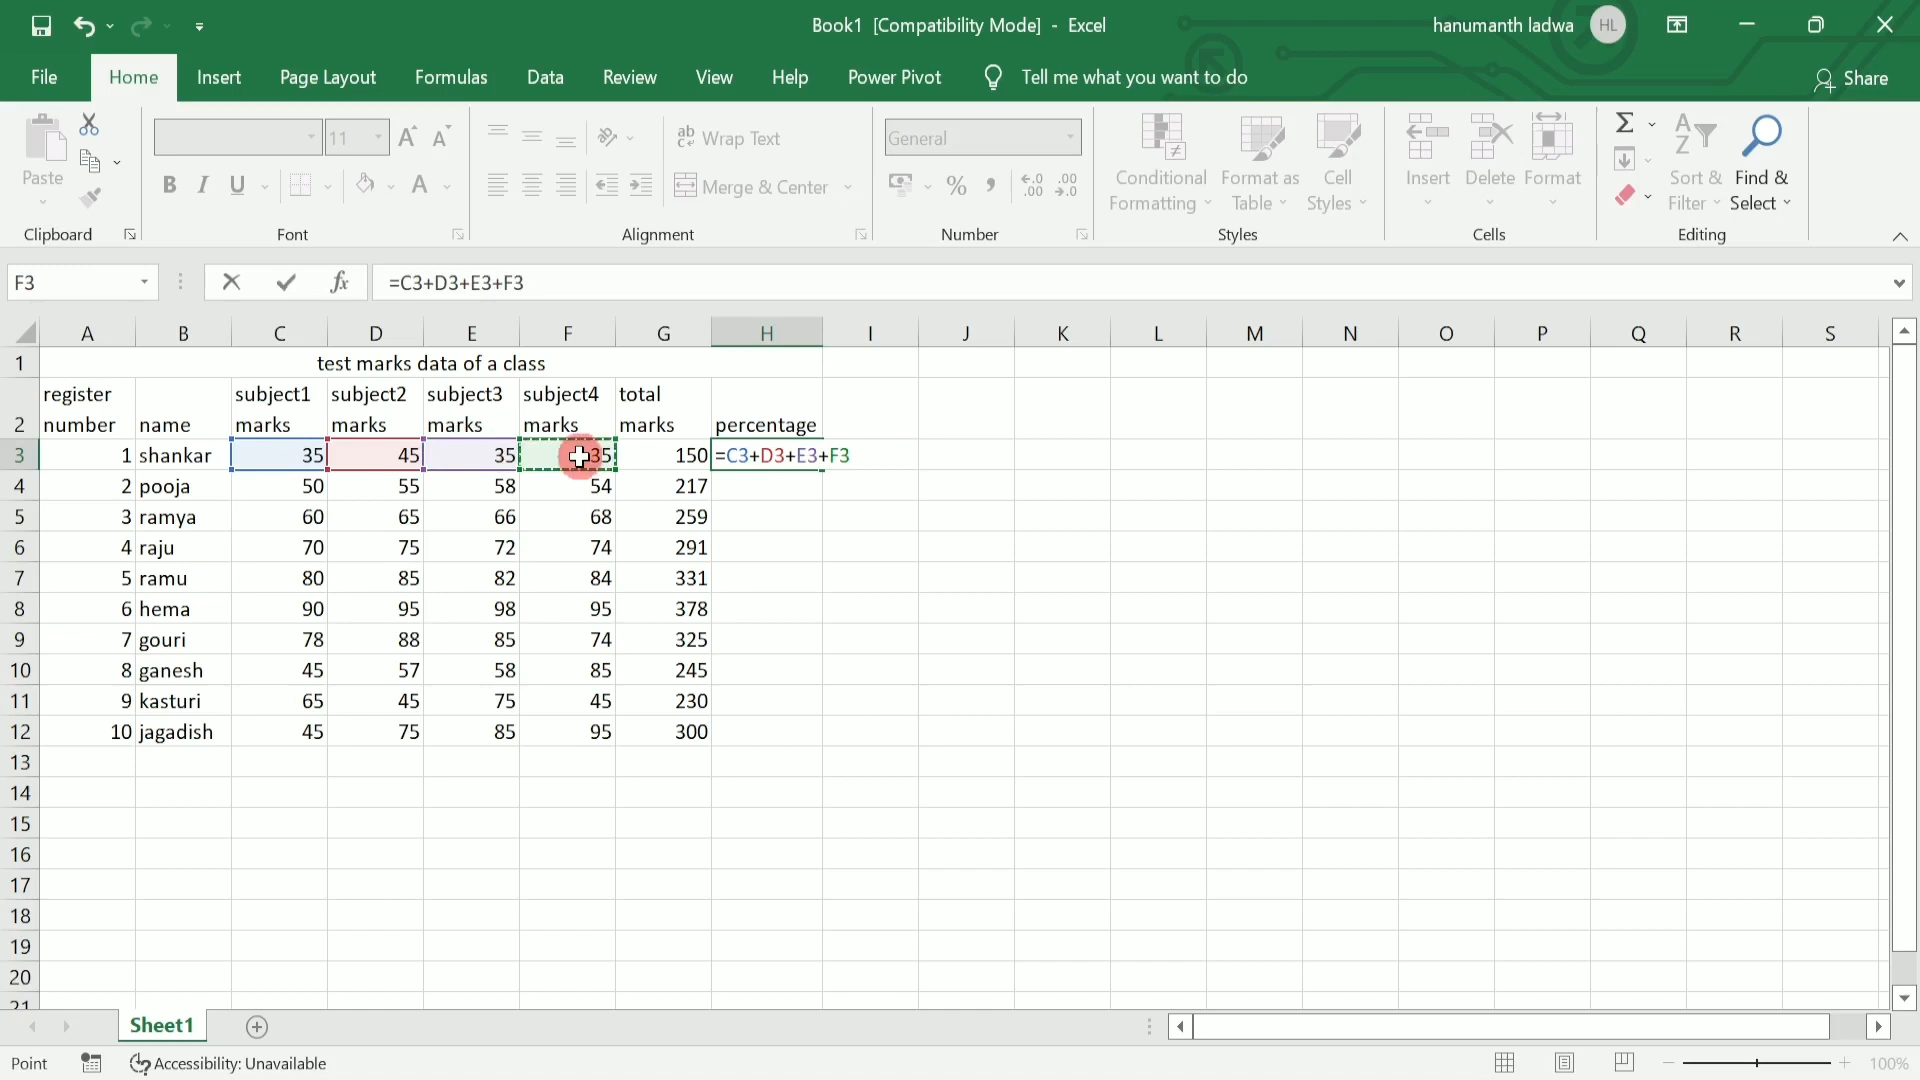 Book1 [Compatibility Mode] - Excel
hanumanth ladwa HL
File Home Insert Page Layout Formulas Data Review View Help Power Pivot Tell me what you want to do Share
11 General
ab Wrap Text
Paste
Merge & Center
Conditional Formatting
Format as Table
Cell Styles
Insert Delete Format
Sort & Filter
Find & Select
Clipboard Font Alignment Number Styles Cells Editing
F3 fx =C3+D3+E3+F3
A B C D E F G H I J K L M N O P Q R S
1 test marks data of a class
2 register number name subject1 marks subject2 marks subject3 marks subject4 marks total marks percentage
3 1 shankar 35 45 35 35 150 =C3+D3+E3+F3
4 2 pooja 50 55 58 54 217
5 3 ramya 60 65 66 68 259
6 4 raju 70 75 72 74 291
7 5 ramu 80 85 82 84 331
8 6 hema 90 95 98 95 378
9 7 gouri 78 88 85 74 325
10 8 ganesh 45 57 58 85 245
11 9 kasturi 65 45 75 45 230
12 10 jagadish 45 75 85 95 300
13
14
15
16
17
18
19
20
21
Sheet1
Point Accessibility: Unavailable 100%